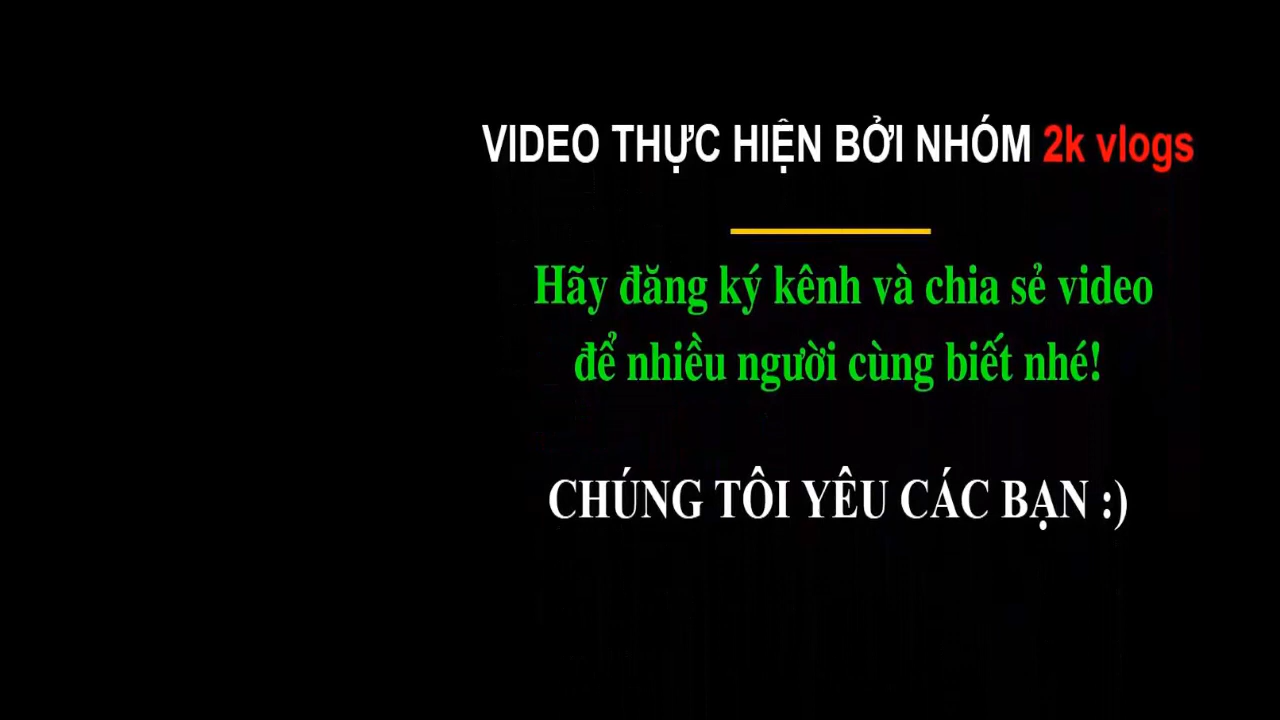 VIDEO THỰC HIỆN BỞI NHÓM 2k vlogs
Hãy đăng ký kênh và chia sẻ video
để nhiều người cùng biết nhé!
CHÚNG TÔI YÊU CÁC BẠN :)